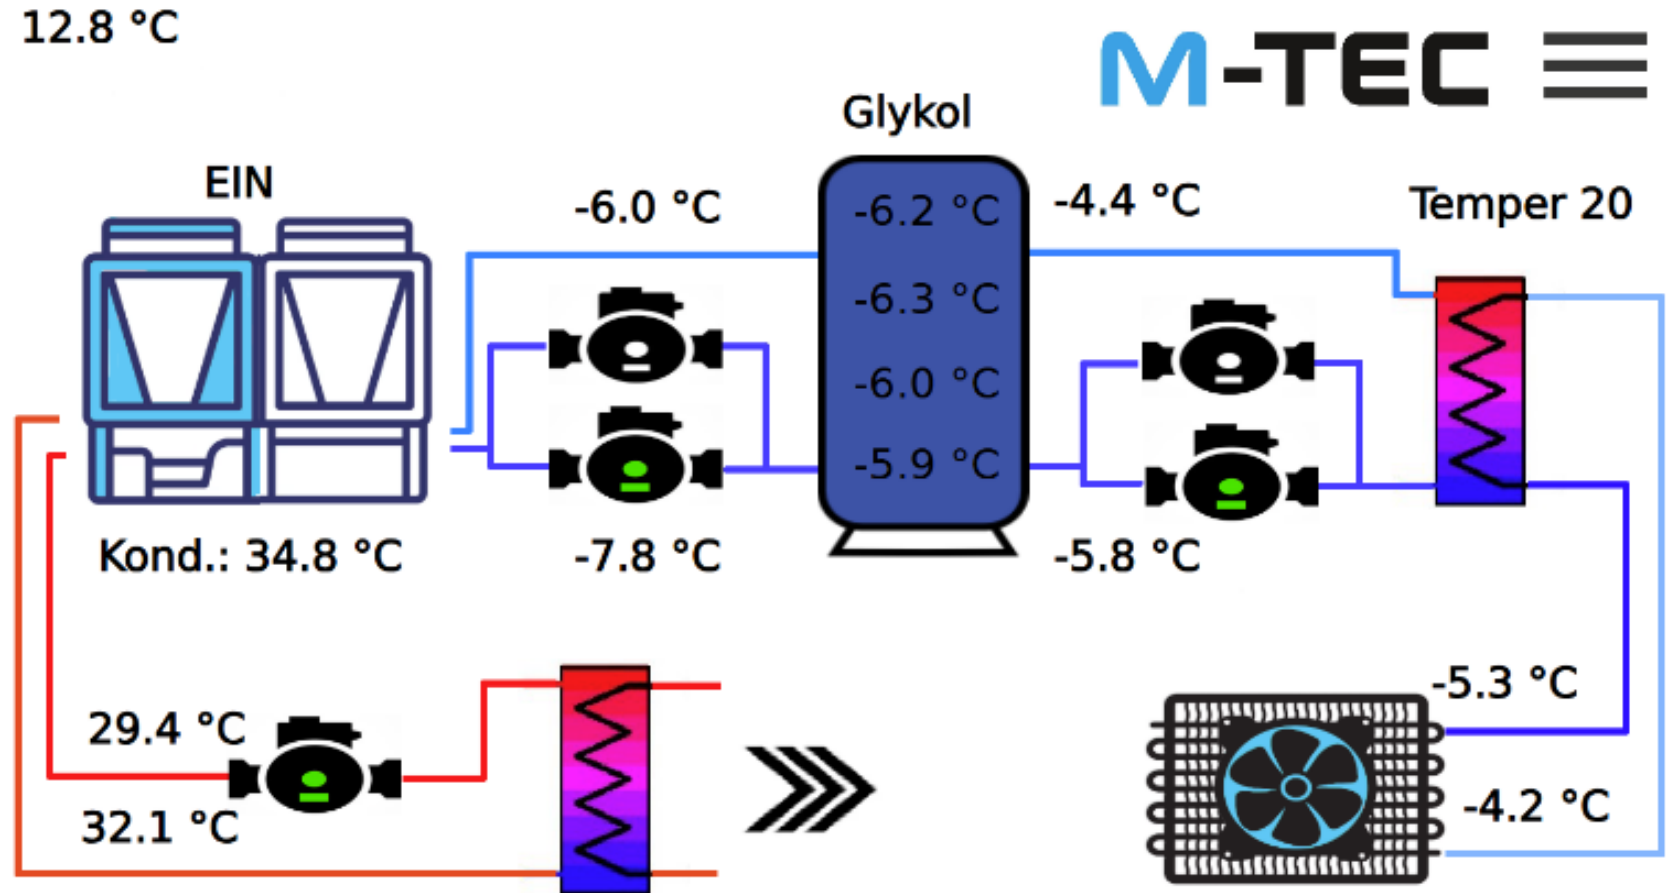 12.8 °C
M-TEC
Glykol
EIN
-6.0 °C
-6.2 °C
-4.4 °C
Temper 20
-6.3 °C
-6.0 °C
-5.9 °C
Kond.: 34.8 °C
-7.8 °C
-5.8 °C
29.4 °C
-5.3 °C
32.1 °C
-4.2 °C